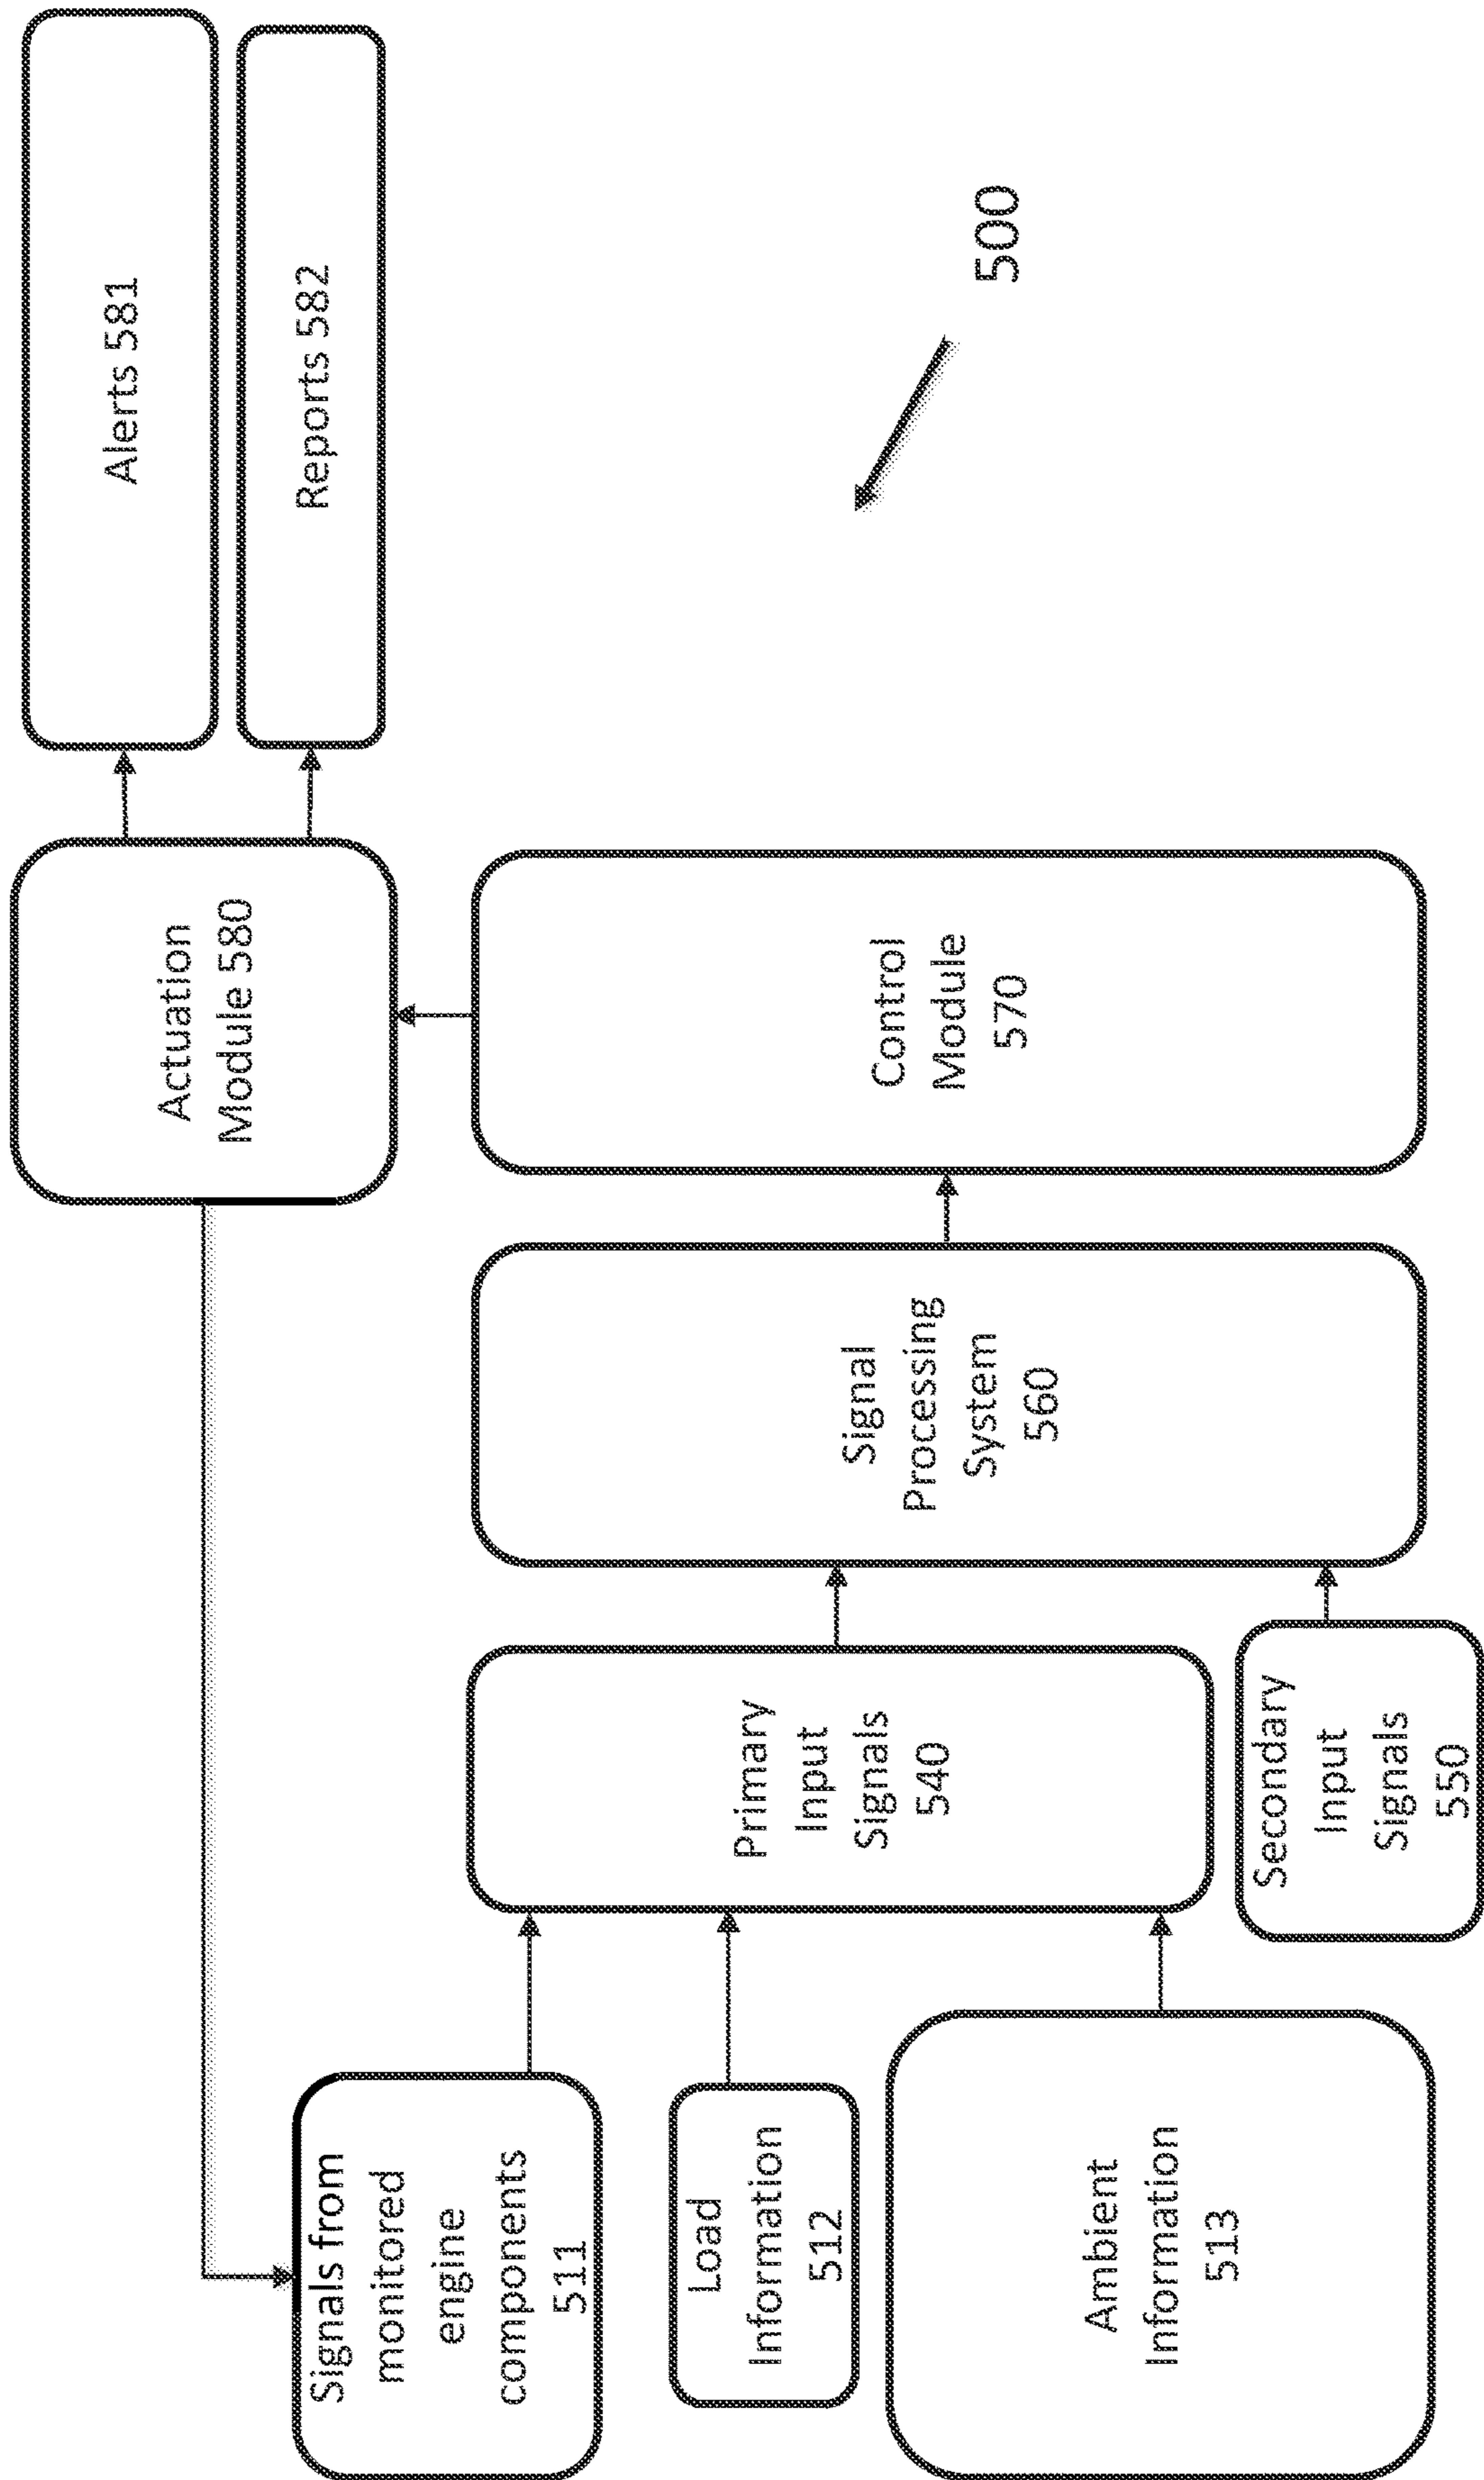 Signals from
monitored
engine
components
511
Load
Information
512
Ambient
Information
513
Primary
Input
Signals
540
Secondary
Input
Signals
550
Signal
Processing
System
560
Control
Module
570
Actuation
Module 580
Alerts 581
Reports 582
500